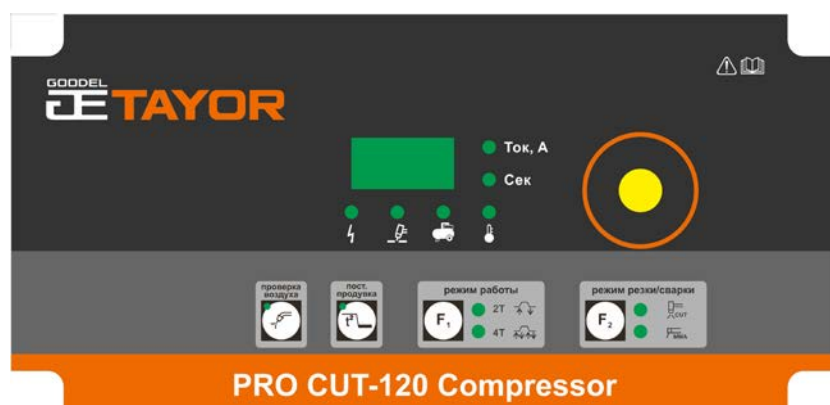 GOODEL
TAYOR
Ток, А
Сек
проверка
воздуха
пост.
продувка
режим работы
F1
2T
4T
режим резки/сварки
F2
CUT
MMA
PRO CUT-120 Compressor